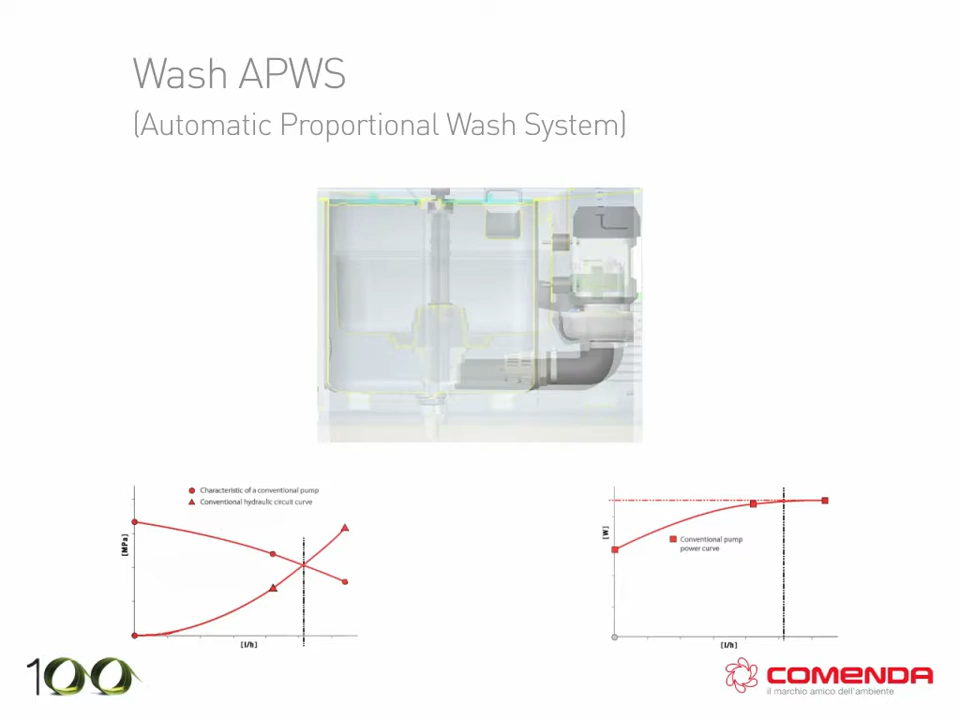 Wash APWS
(Automatic Proportional Wash System)
Characteristic of a conventional pump
Conventional hydraulic circuit curve
[MPa]
[l/h]
[W]
Conventional pump
power curve
[l/h]
100
COMENDA
il marchio amico dell'ambiente